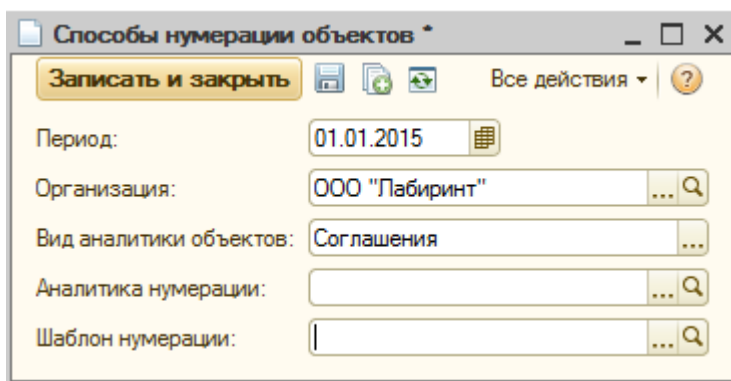 Способы нумерации объектов *
Записать и закрыть Все действия ?
Период: 01.01.2015
Организация: ООО "Лабиринт" ...
Вид аналитики объектов: Соглашения ...
Аналитика нумерации: ...
Шаблон нумерации: ...